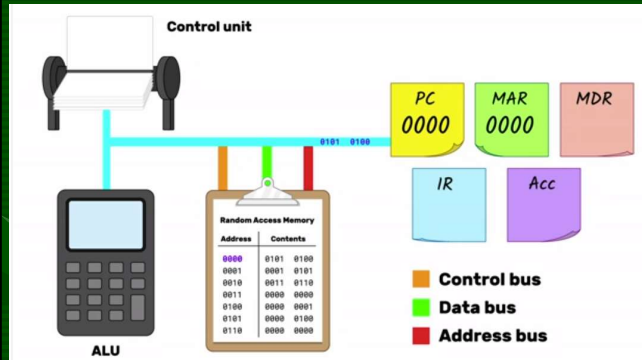 Control unit
PC
0000
MAR
0000
MDR
0101 0100
IR
Acc
Random Access Memory
Address Contents
0000 0101 0100
0001 0001 0101
0010 0011 0110
0011 0000 0000
0100 0000 0001
0101 0000 0100
0110 0000 0000
Control bus
Data bus
Address bus
ALU